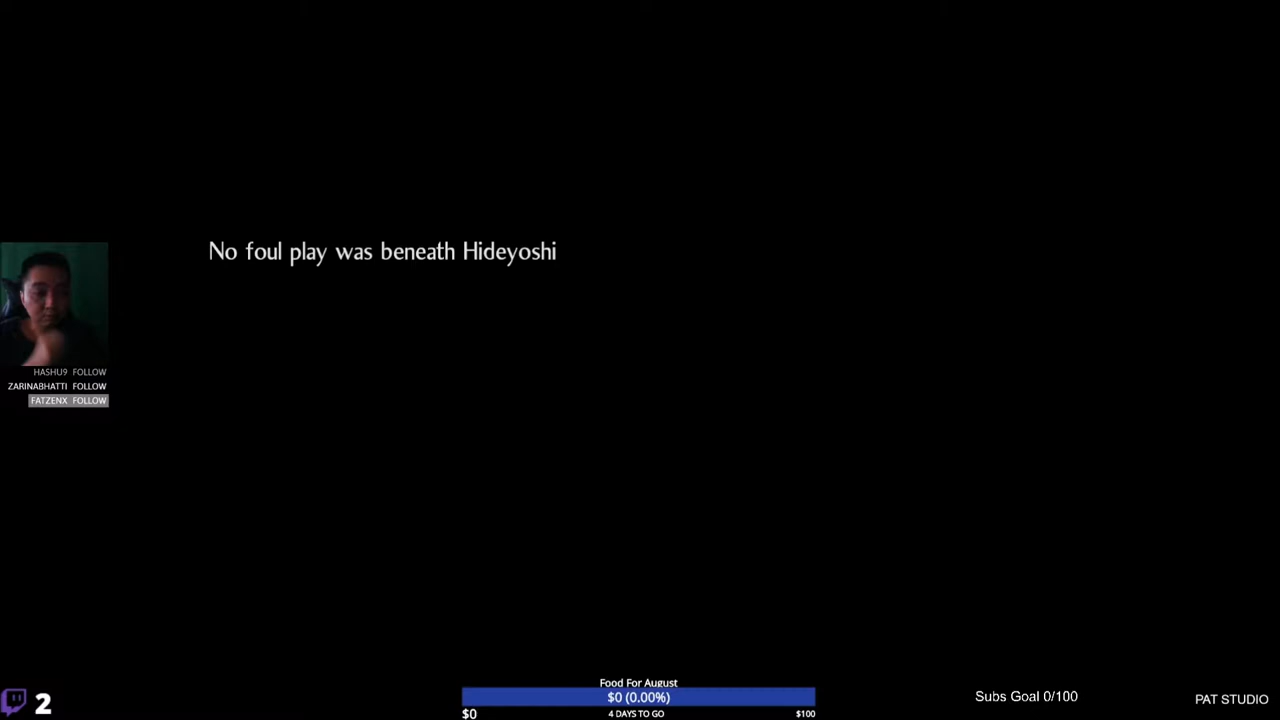 No foul play was beneath Hideyoshi
HASHU9 FOLLOW
ZARINABHATTI FOLLOW
FATZENX FOLLOW
2
Food For August
$0 (0.00%)
$0 4 DAYS TO GO $100
Subs Goal 0/100
PAT STUDIO